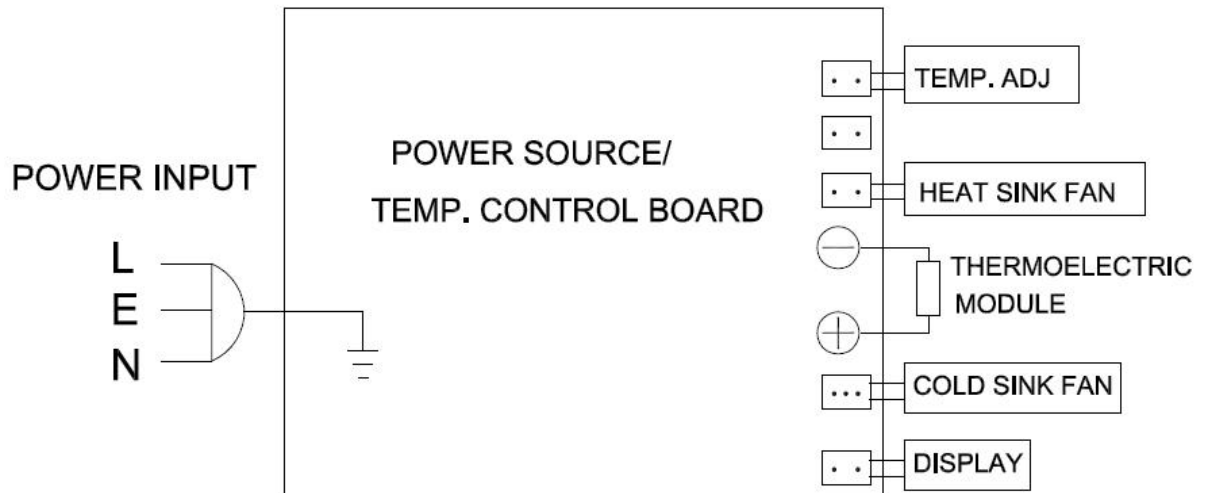 POWER INPUT
L
E
N
POWER SOURCE/
TEMP. CONTROL BOARD
TEMP. ADJ
HEAT SINK FAN
THERMOELECTRIC
MODULE
COLD SINK FAN
DISPLAY